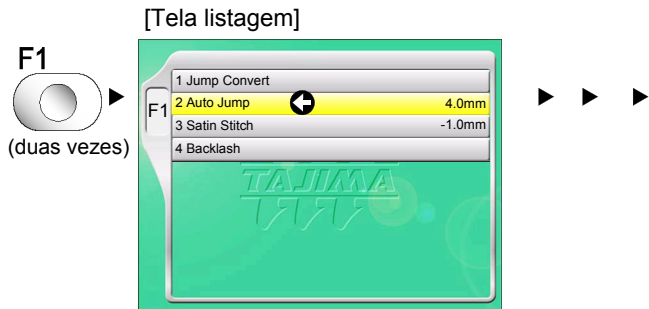 [Tela listagem]
F1
(duas vezes)
F1
1 Jump Convert
2 Auto Jump 4.0mm
3 Satin Stitch -1.0mm
4 Backlash
TAJIMA